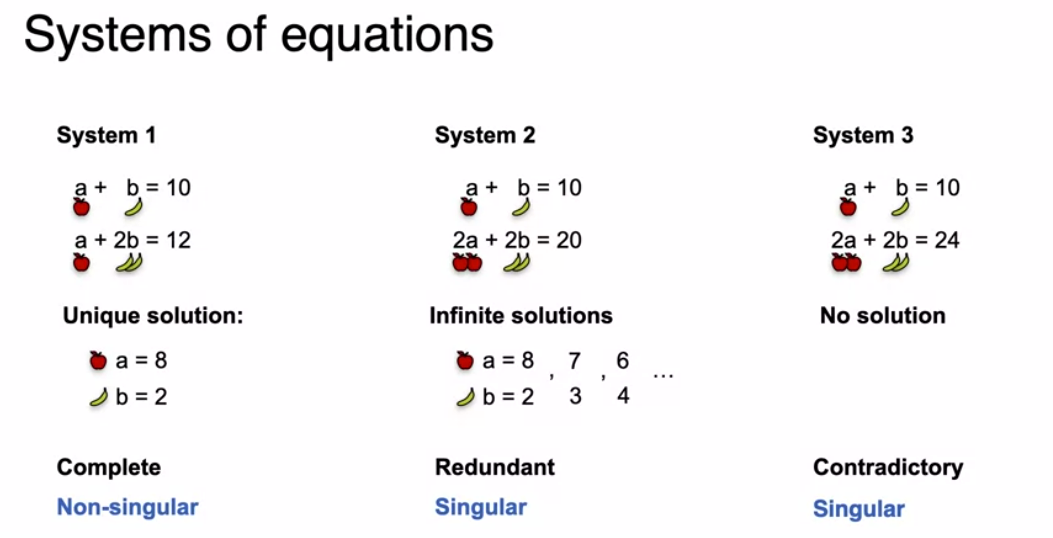 Systems of equations
System 1
a + b = 10
a + 2b = 12
Unique solution:
a = 8
b = 2
Complete
Non-singular
System 2
a + b = 10
2a + 2b = 20
Infinite solutions
a = 8 , 7 , 6 ...
b = 2 3 4
Redundant
Singular
System 3
a + b = 10
2a + 2b = 24
No solution
Contradictory
Singular